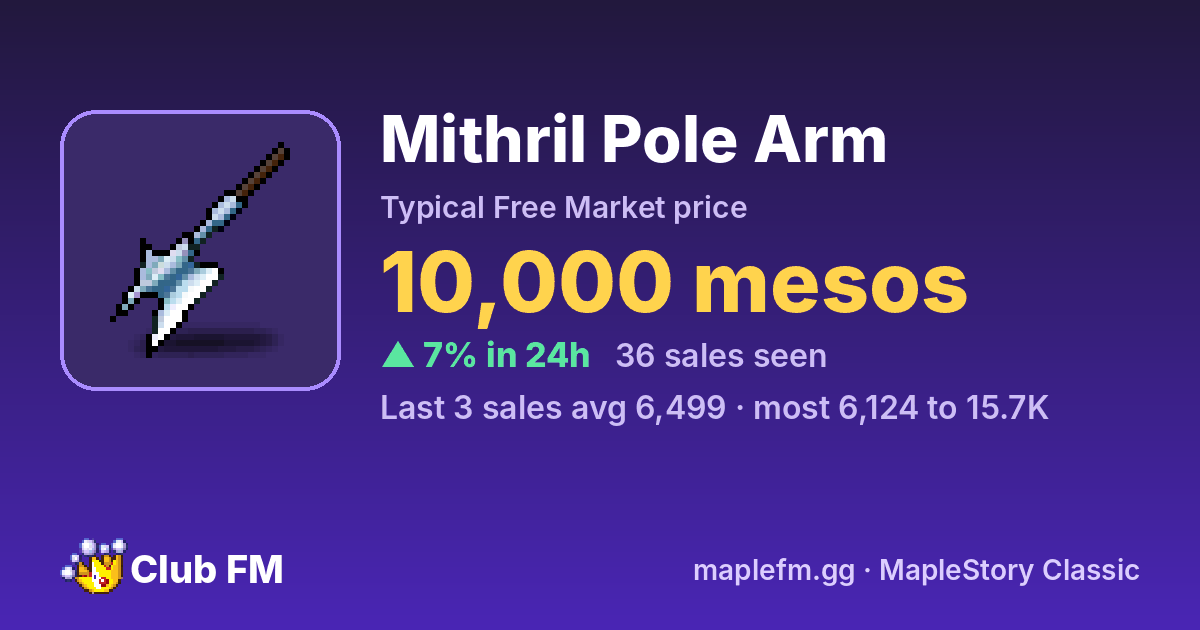 Mithril Pole Arm
Typical Free Market price
10,000 mesos
▲ 7% in 24h 36 sales seen
Last 3 sales avg 6,499 · most 6,124 to 15.7K
Club FM
maplefm.gg · MapleStory Classic